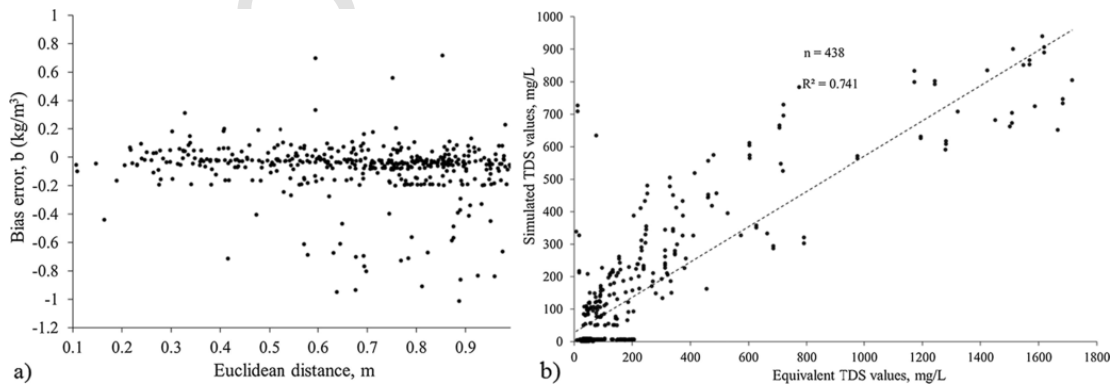 1
0.8
0.6
0.4
0.2
0
-0.2
-0.4
-0.6
-0.8
-1
-1.2
Bias error, b (kg/m³)
0.1 0.2 0.3 0.4 0.5 0.6 0.7 0.8 0.9
Euclidean distance, m
a)
1000
900
800
700
600
500
400
300
200
100
0
Simulated TDS values, mg/L
n = 438
R² = 0.741
0 200 400 600 800 1000 1200 1400 1600 1800
Equivalent TDS values, mg/L
b)